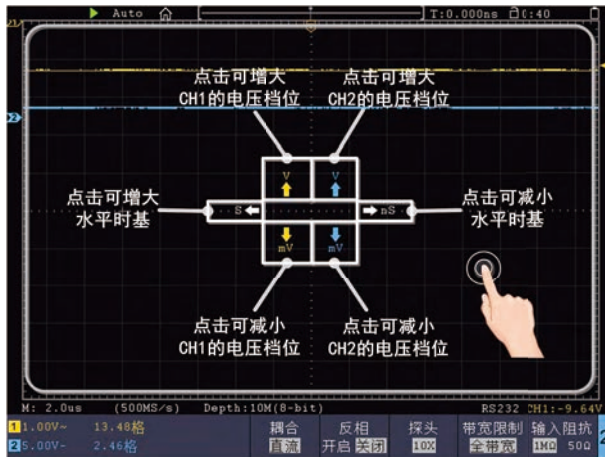 Auto T:0.000ns 0:40
点击可增大 点击可增大
CH1的电压档位 CH2的电压档位
V V
点击可增大 点击可减小
水平时基 S nS 水平时基
mV mV
点击可减小 点击可减小
CH1的电压档位 CH2的电压档位
M: 2.0us (500MS/s) Depth:10M(8-bit) RS232 CH1:-9.64V
1 1.00V~ 13.48格 耦合 反相 探头 带宽限制 输入阻抗
2 5.00V- 2.46格 直流 开启 关闭 10X 全带宽 1MΩ 50Ω